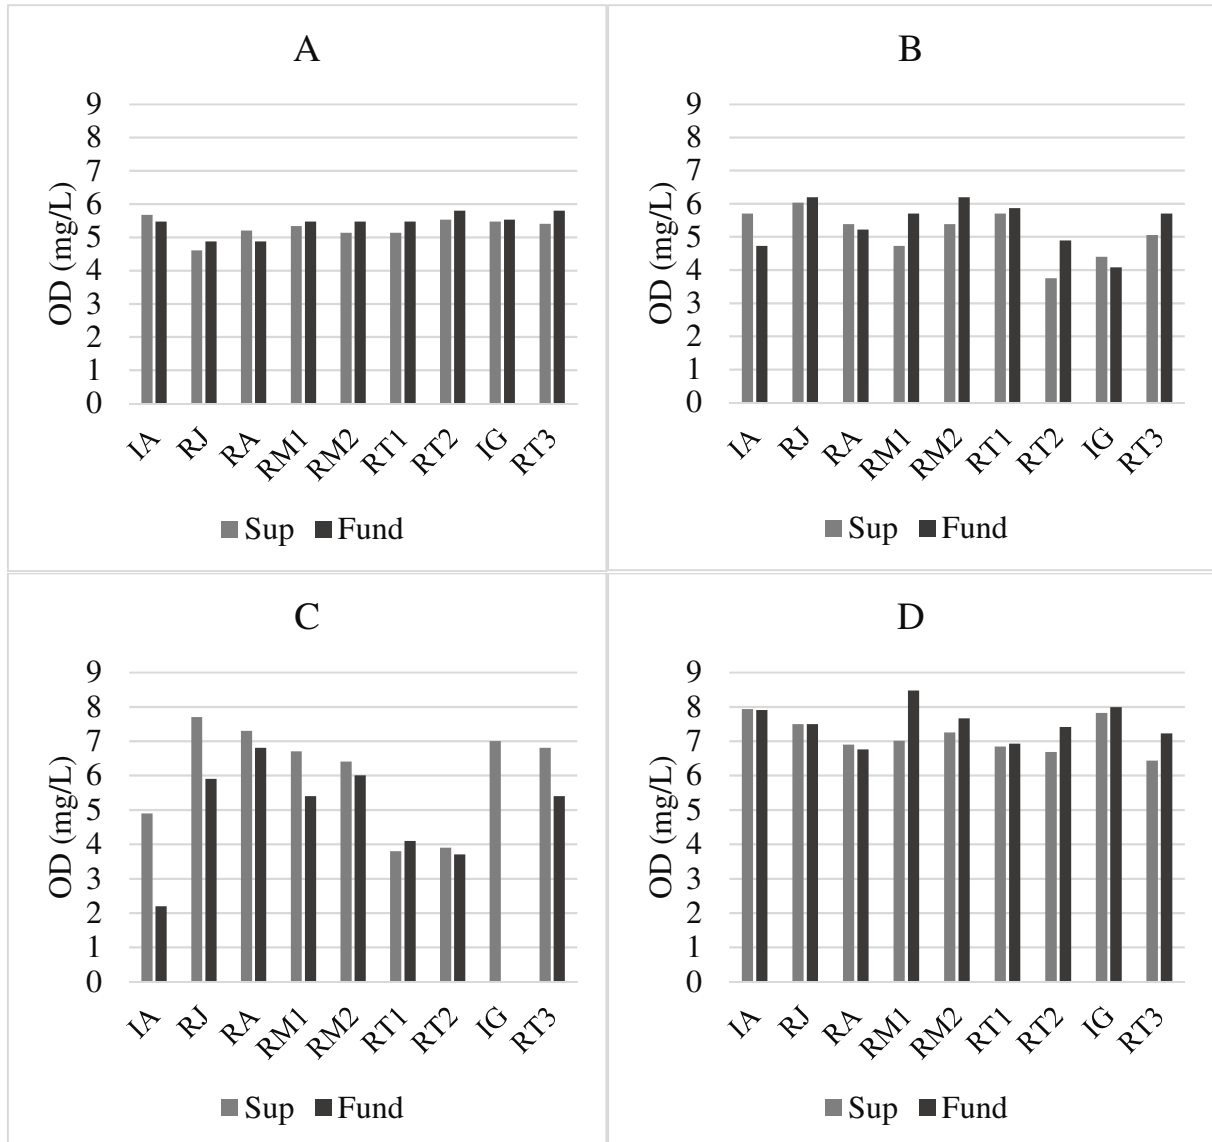 A
OD (mg/L)
9
8
7
6
5
4
3
2
1
0
IA RJ RA RM1 RM2 RT1 RT2 IG RT3
Sup Fund
B
OD (mg/L)
9
8
7
6
5
4
3
2
1
0
IA RJ RA RM1 RM2 RT1 RT2 IG RT3
Sup Fund
C
OD (mg/L)
9
8
7
6
5
4
3
2
1
0
IA RJ RA RM1 RM2 RT1 RT2 IG RT3
Sup Fund
D
OD (mg/L)
9
8
7
6
5
4
3
2
1
0
IA RJ RA RM1 RM2 RT1 RT2 IG RT3
Sup Fund